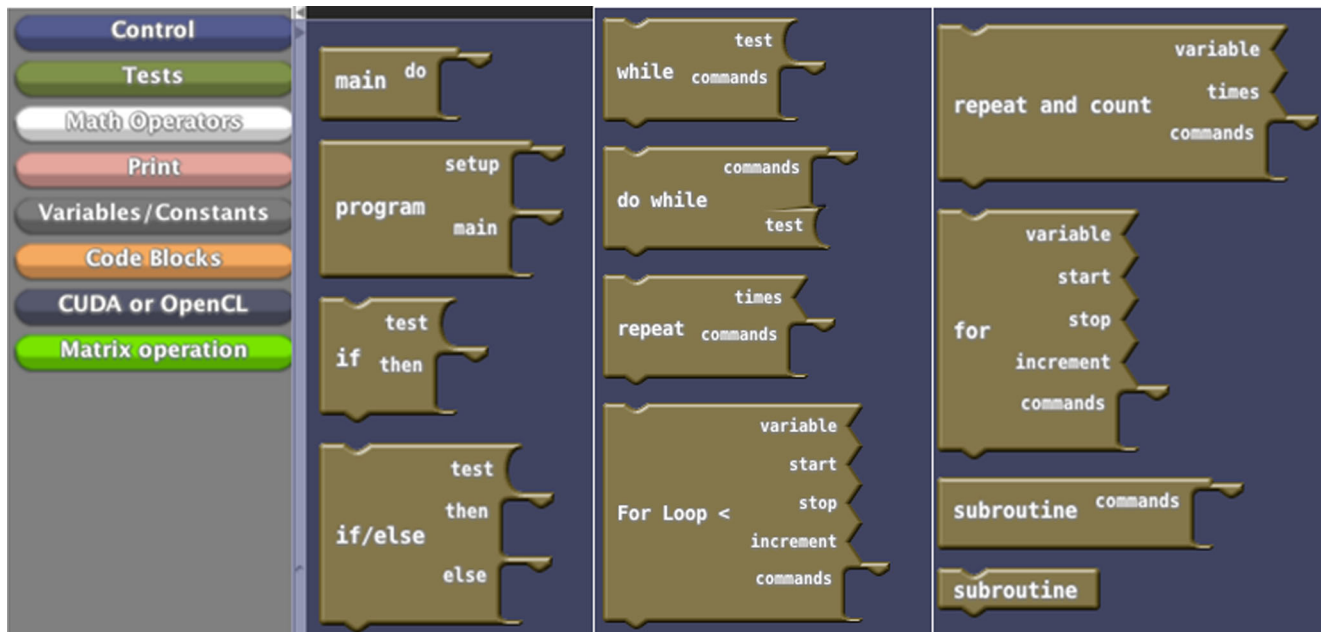 Control
Tests
Math Operators
Print
Variables/Constants
Code Blocks
CUDA or OpenCL
Matrix operation
main do
setup
program
main
test
if then
test
then
if/else
else
test
while commands
commands
do while
test
times
repeat commands
variable
start
stop
For Loop <
increment
commands
variable
times
repeat and count
commands
variable
start
stop
for
increment
commands
subroutine commands
subroutine